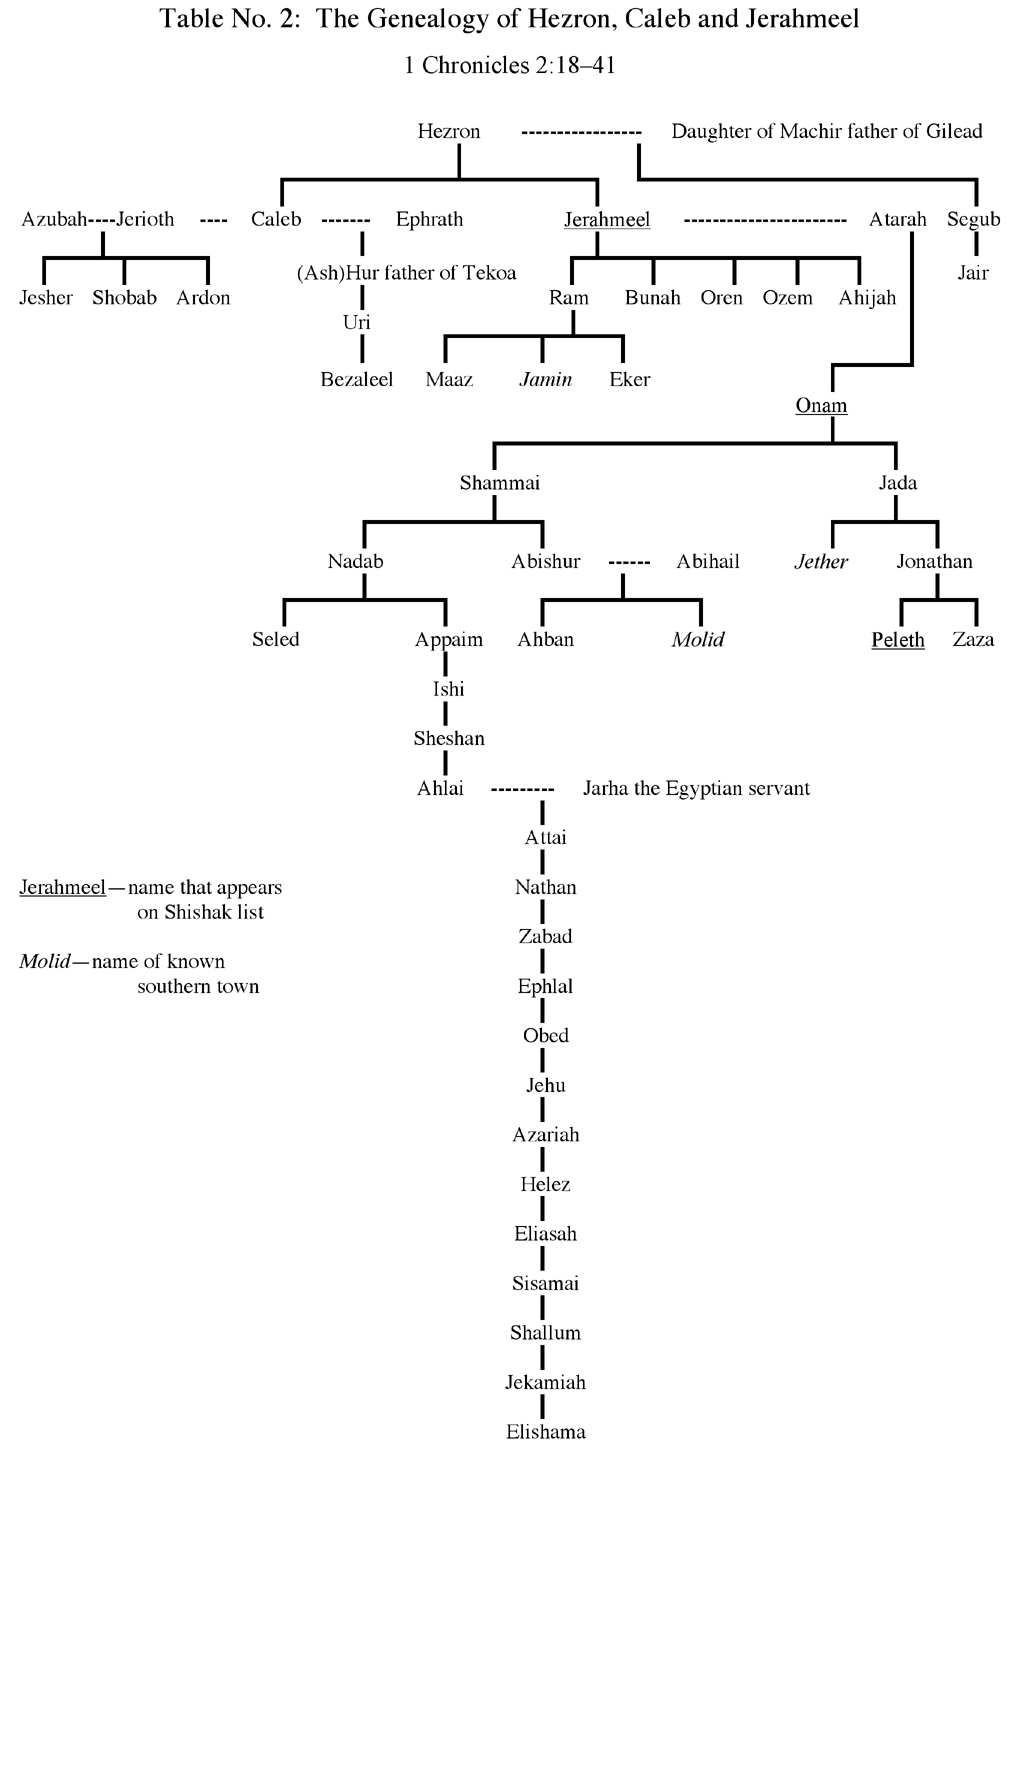 Table No. 2: The Genealogy of Hezron, Caleb and Jerahmeel
1 Chronicles 2:18–41
Hezron ----------------- Daughter of Machir father of Gilead
Azubah----Jerioth ---- Caleb ------- Ephrath Jerahmeel ----------------------- Atarah Segub
(Ash)Hur father of Tekoa Jair
Jesher Shobab Ardon Ram Bunah Oren Ozem Ahijah
Uri
Bezaleel Maaz Jamin Eker
Onam
Shammai Jada
Nadab Abishur ------ Abihail Jether Jonathan
Seled Appaim Ahban Molid Peleth Zaza
Ishi
Sheshan
Ahlai --------- Jarha the Egyptian servant
Attai
Jerahmeel—name that appears
on Shishak list
Nathan
Zabad
Molid—name of known
southern town
Ephlal
Obed
Jehu
Azariah
Helez
Eliasah
Sisamai
Shallum
Jekamiah
Elishama